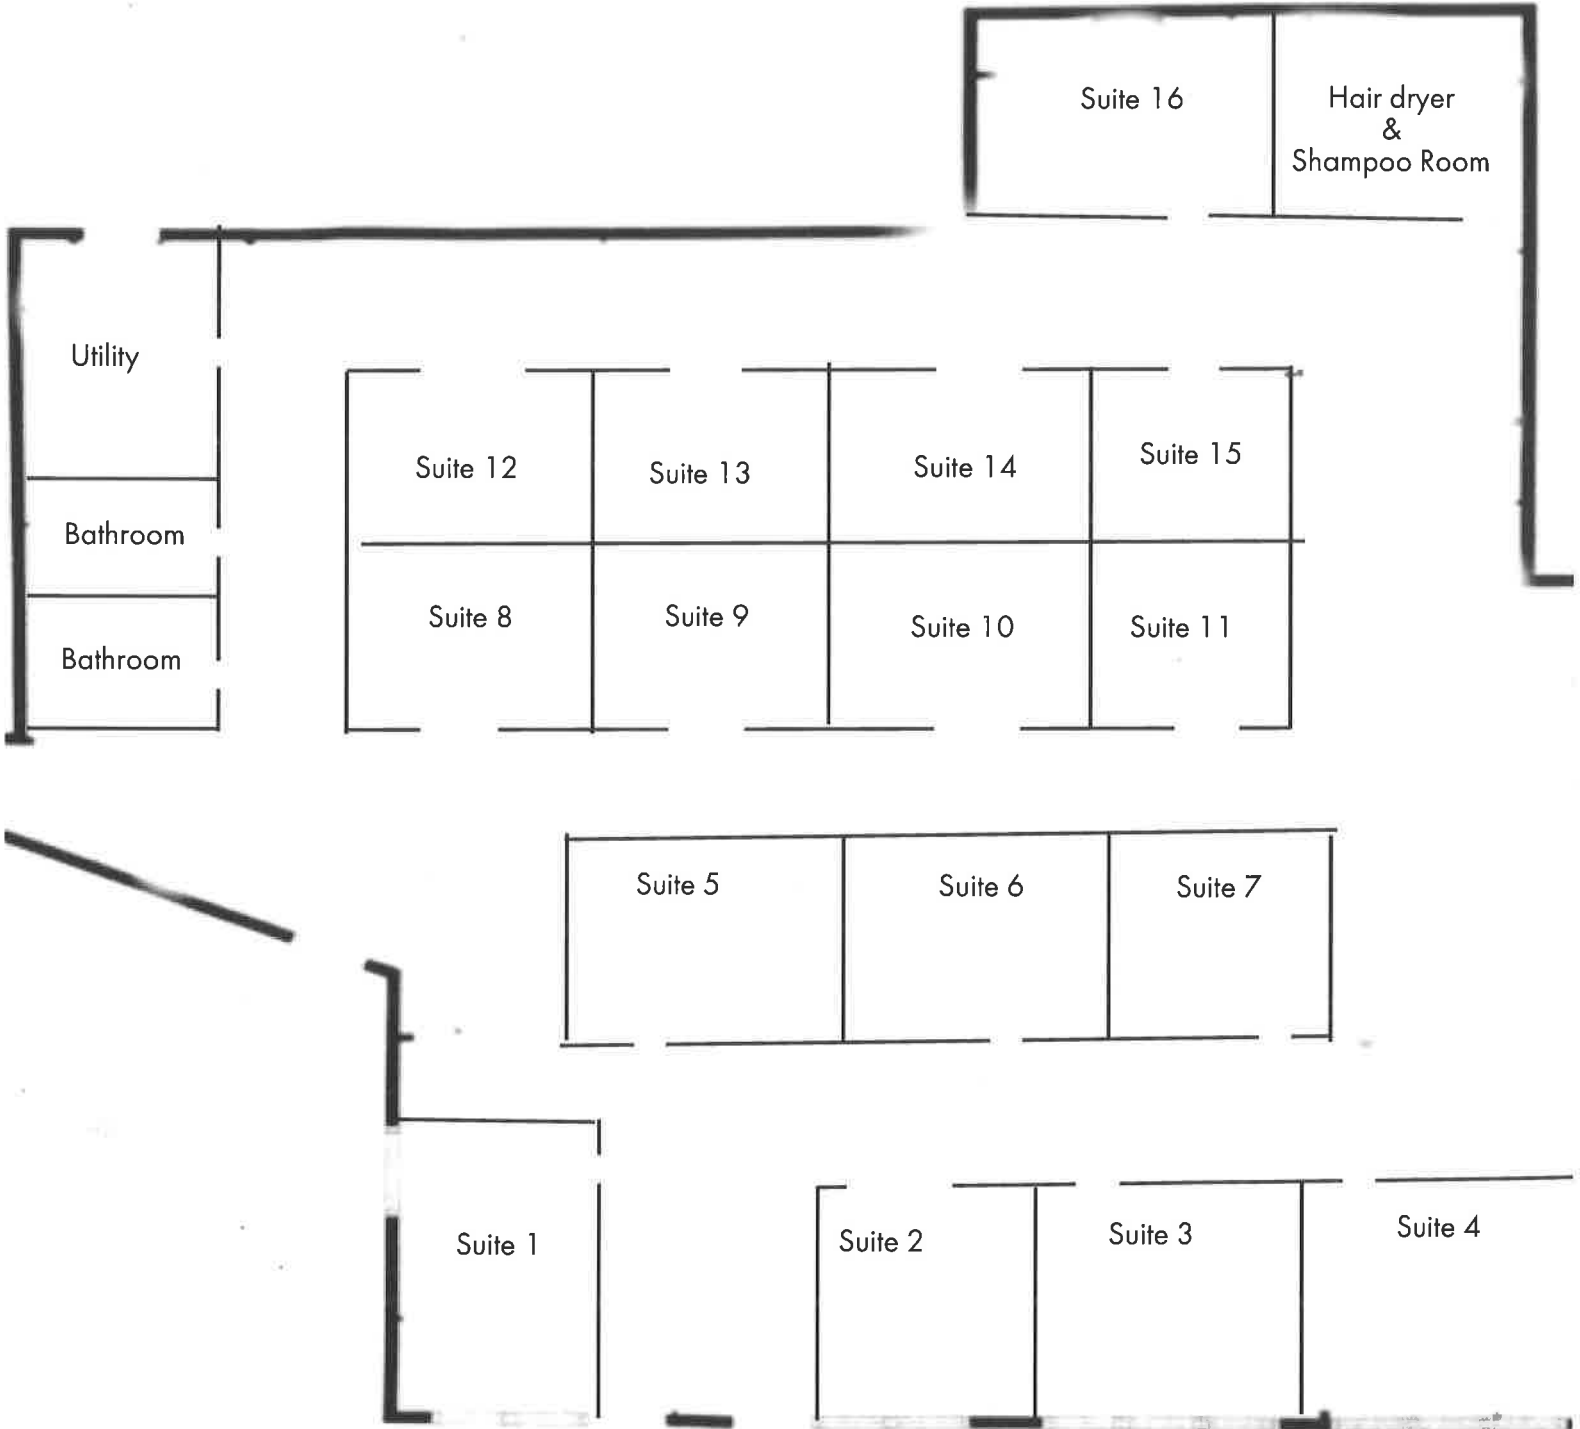 Suite 16
Hair dryer
&
Shampoo Room
Utility
Suite 12
Suite 13
Suite 14
Suite 15
Bathroom
Suite 8
Suite 9
Suite 10
Suite 11
Bathroom
Suite 5
Suite 6
Suite 7
Suite 1
Suite 2
Suite 3
Suite 4